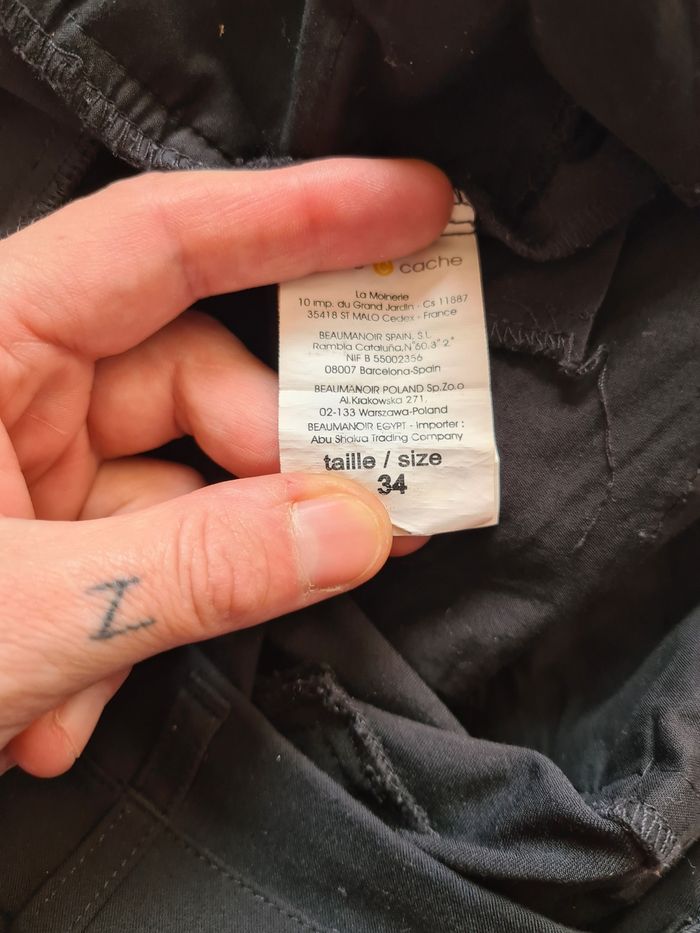 cache
La Moinerie
10 imp. du Grand Jardin - Cs 11887
35418 ST MALO Cedex - France
BEAUMANOIR SPAIN, S.L
Rambla Cataluña, N°60, 3° 2°
NIF B 55002356
08007 Barcelona-Spain
BEAUMANOIR POLAND Sp.Zo.o
Al.Krakowska 271,
02-133 Warszawa-Poland
BEAUMANOIR EGYPT - Importer :
Abu Shakra Trading Company
taille / size
34